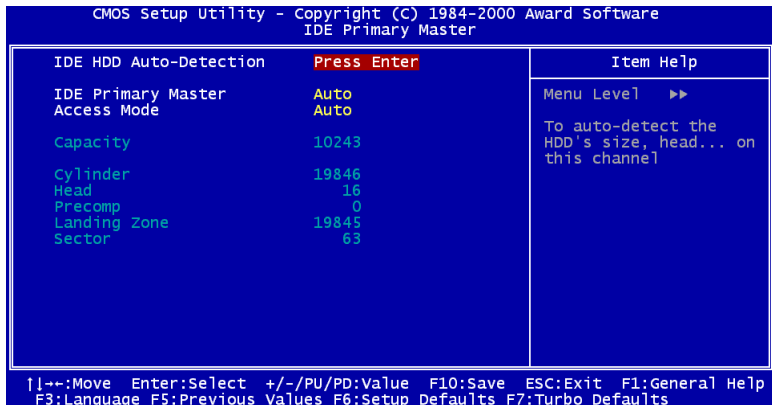 CMOS Setup Utility - Copyright (C) 1984-2000 Award Software
IDE Primary Master
IDE HDD Auto-Detection Press Enter
IDE Primary Master Auto
Access Mode Auto
Capacity 10243
Cylinder 19846
Head 16
Precomp 0
Landing Zone 19845
Sector 63
Item Help
Menu Level ▶▶
To auto-detect the
HDD's size, head... on
this channel
↑↓→←:Move Enter:Select +/-/PU/PD:Value F10:Save ESC:Exit F1:General Help
F3:Language F5:Previous Values F6:Setup Defaults F7:Turbo Defaults